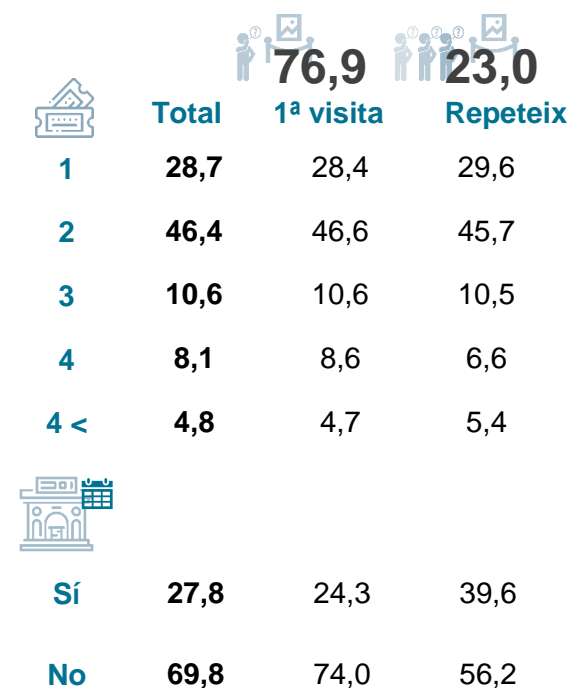 76,9 23,0
Total 1ª visita Repeteix
1 28,7 28,4 29,6
2 46,4 46,6 45,7
3 10,6 10,6 10,5
4 8,1 8,6 6,6
4 < 4,8 4,7 5,4
Sí 27,8 24,3 39,6
No 69,8 74,0 56,2